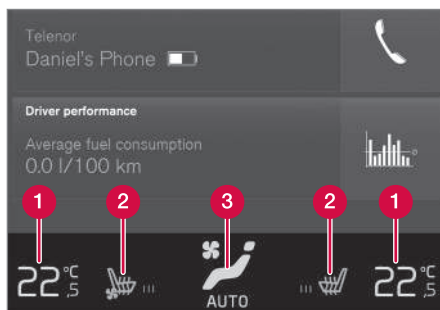 Telenor
Daniel's Phone
Driver performance
Average fuel consumption
0.0 l/100 km
1 2 3 2 1
22°C,5 22°C,5
AUTO